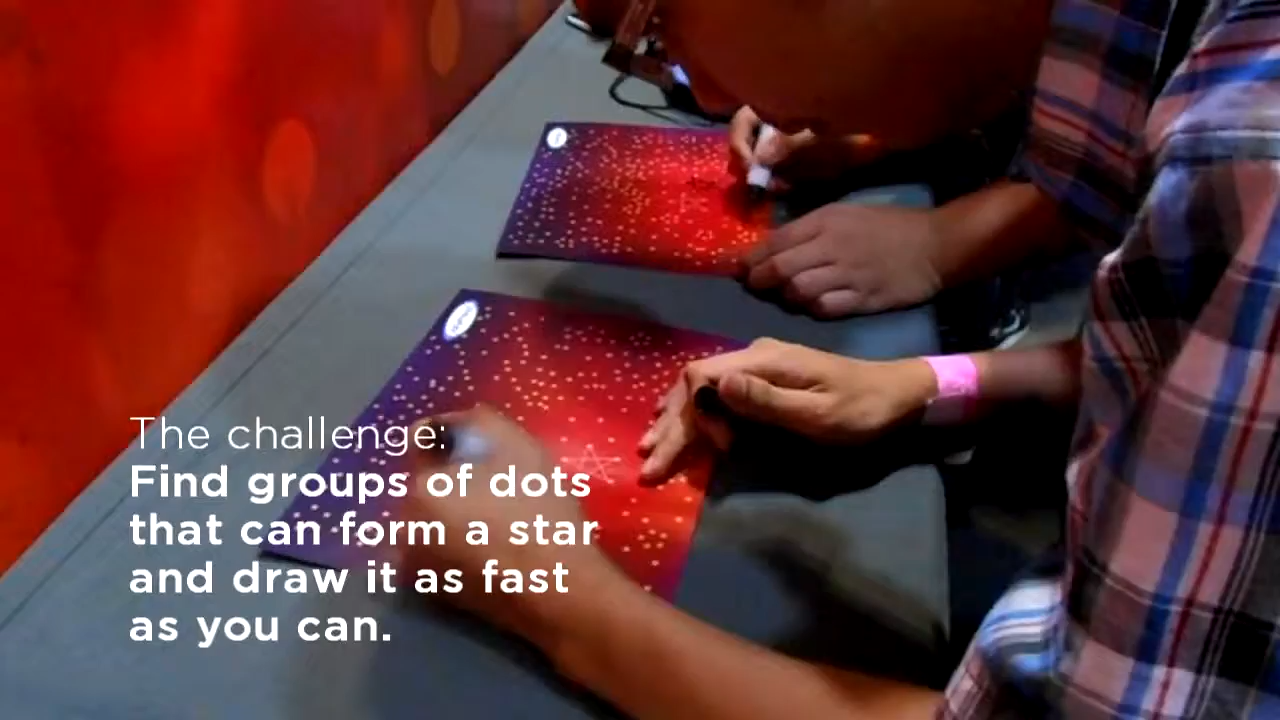 The challenge:
Find groups of dots
that can form a star
and draw it as fast
as you can.